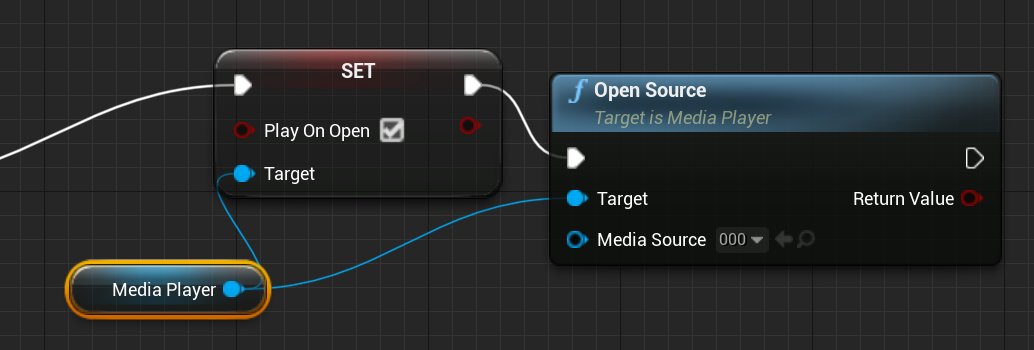 SET
Play On Open
Target
Media Player
f Open Source
Target is Media Player
Target
Return Value
Media Source 000